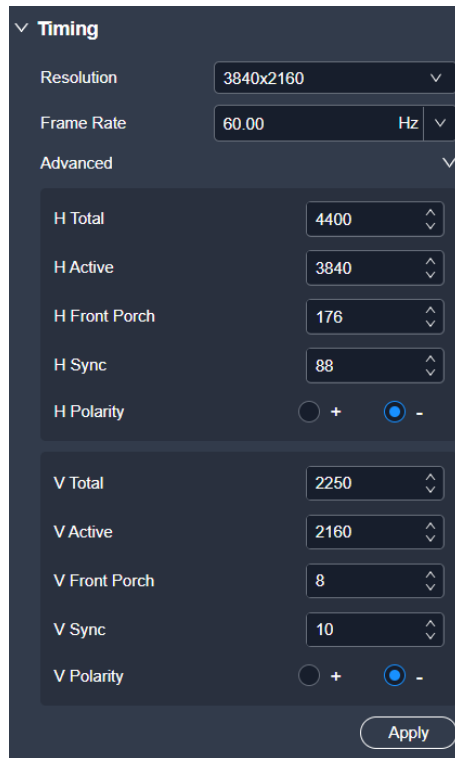 Timing
Resolution 3840x2160
Frame Rate 60.00 Hz
Advanced
H Total 4400
H Active 3840
H Front Porch 176
H Sync 88
H Polarity + -
V Total 2250
V Active 2160
V Front Porch 8
V Sync 10
V Polarity + -
Apply